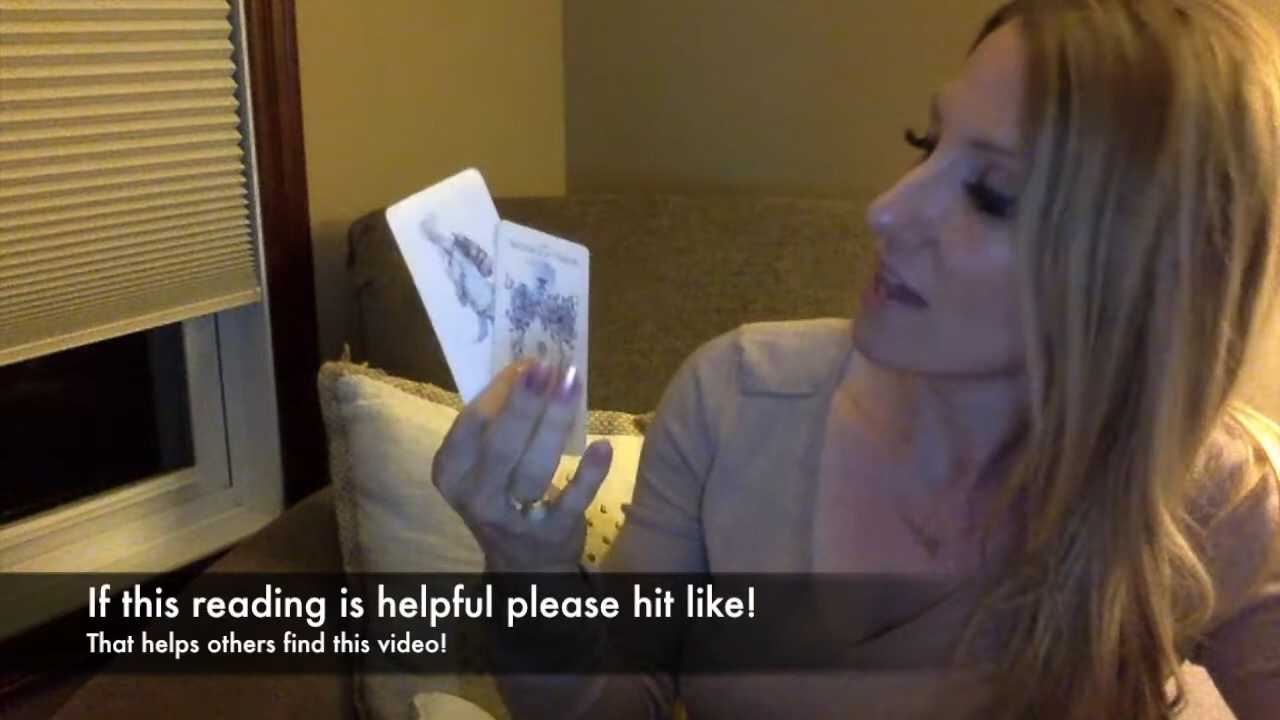 If this reading is helpful please hit like!
That helps others find this video!